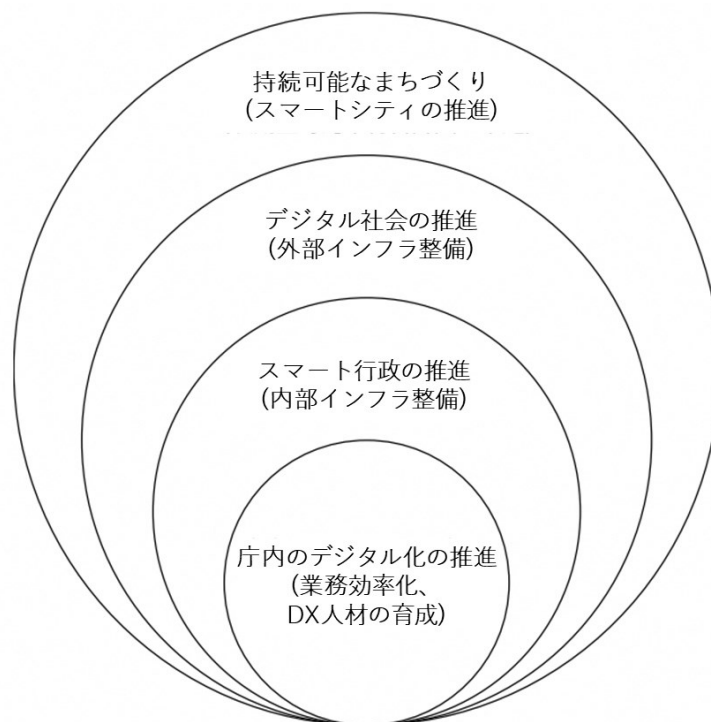 持続可能なまちづくり
(スマートシティの推進)
デジタル社会の推進
(外部インフラ整備)
スマート行政の推進
(内部インフラ整備)
庁内のデジタル化の推進
(業務効率化、
DX人材の育成)